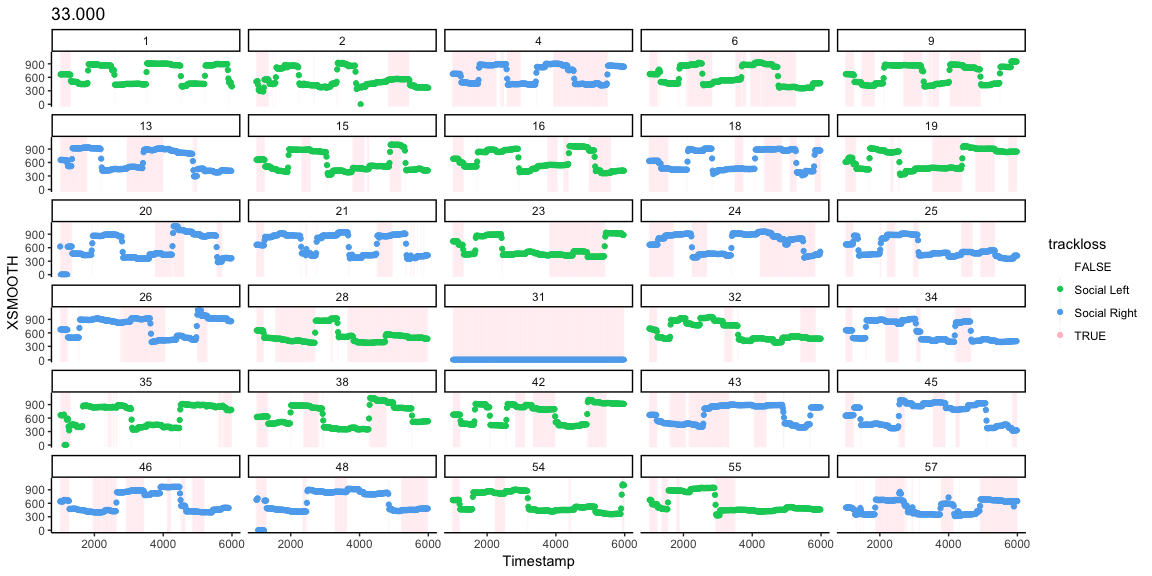 33.000
1 2 4 6 9
900
600
300
0
13 15 16 18 19
900
600
300
0
20 21 23 24 25
900
600
300
0
26 28 31 32 34
900
600
300
0
35 38 42 43 45
900
600
300
0
46 48 54 55 57
900
600
300
0
2000 4000 6000 2000 4000 6000 2000 4000 6000 2000 4000 6000 2000 4000 6000
Timestamp
XSMOOTH
trackloss
FALSE
Social Left
Social Right
TRUE